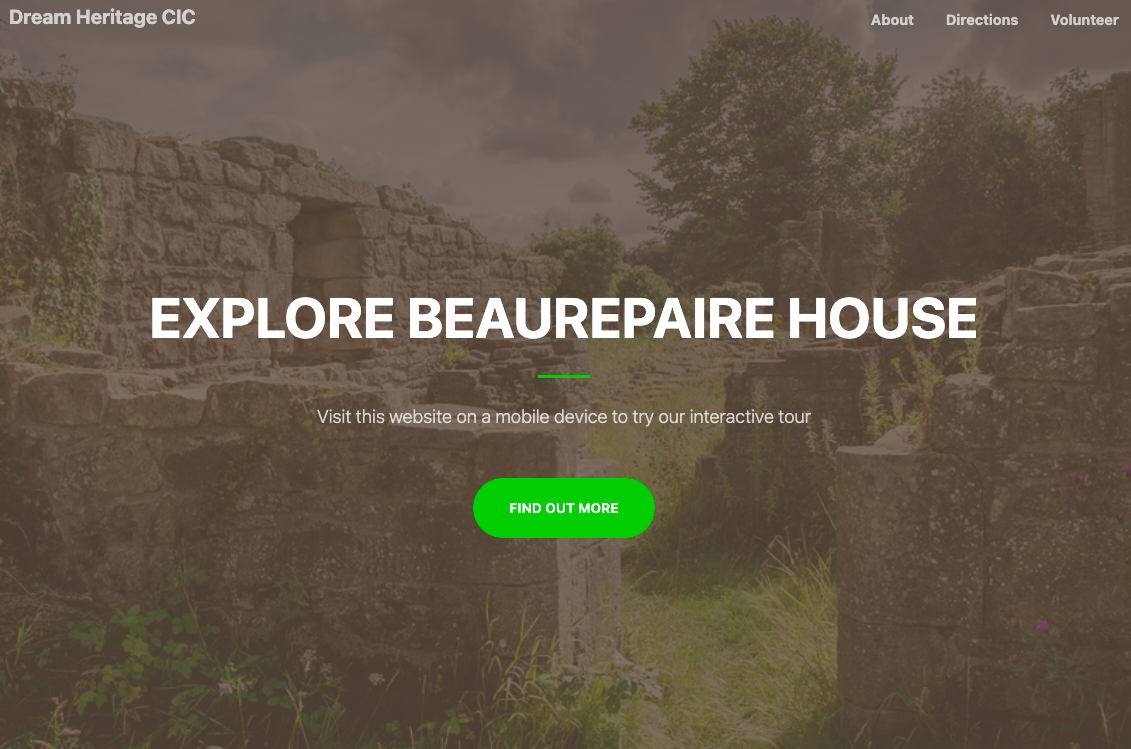 Dream Heritage CIC
About Directions Volunteer
EXPLORE BEAUREPAIRE HOUSE
Visit this website on a mobile device to try our interactive tour
FIND OUT MORE